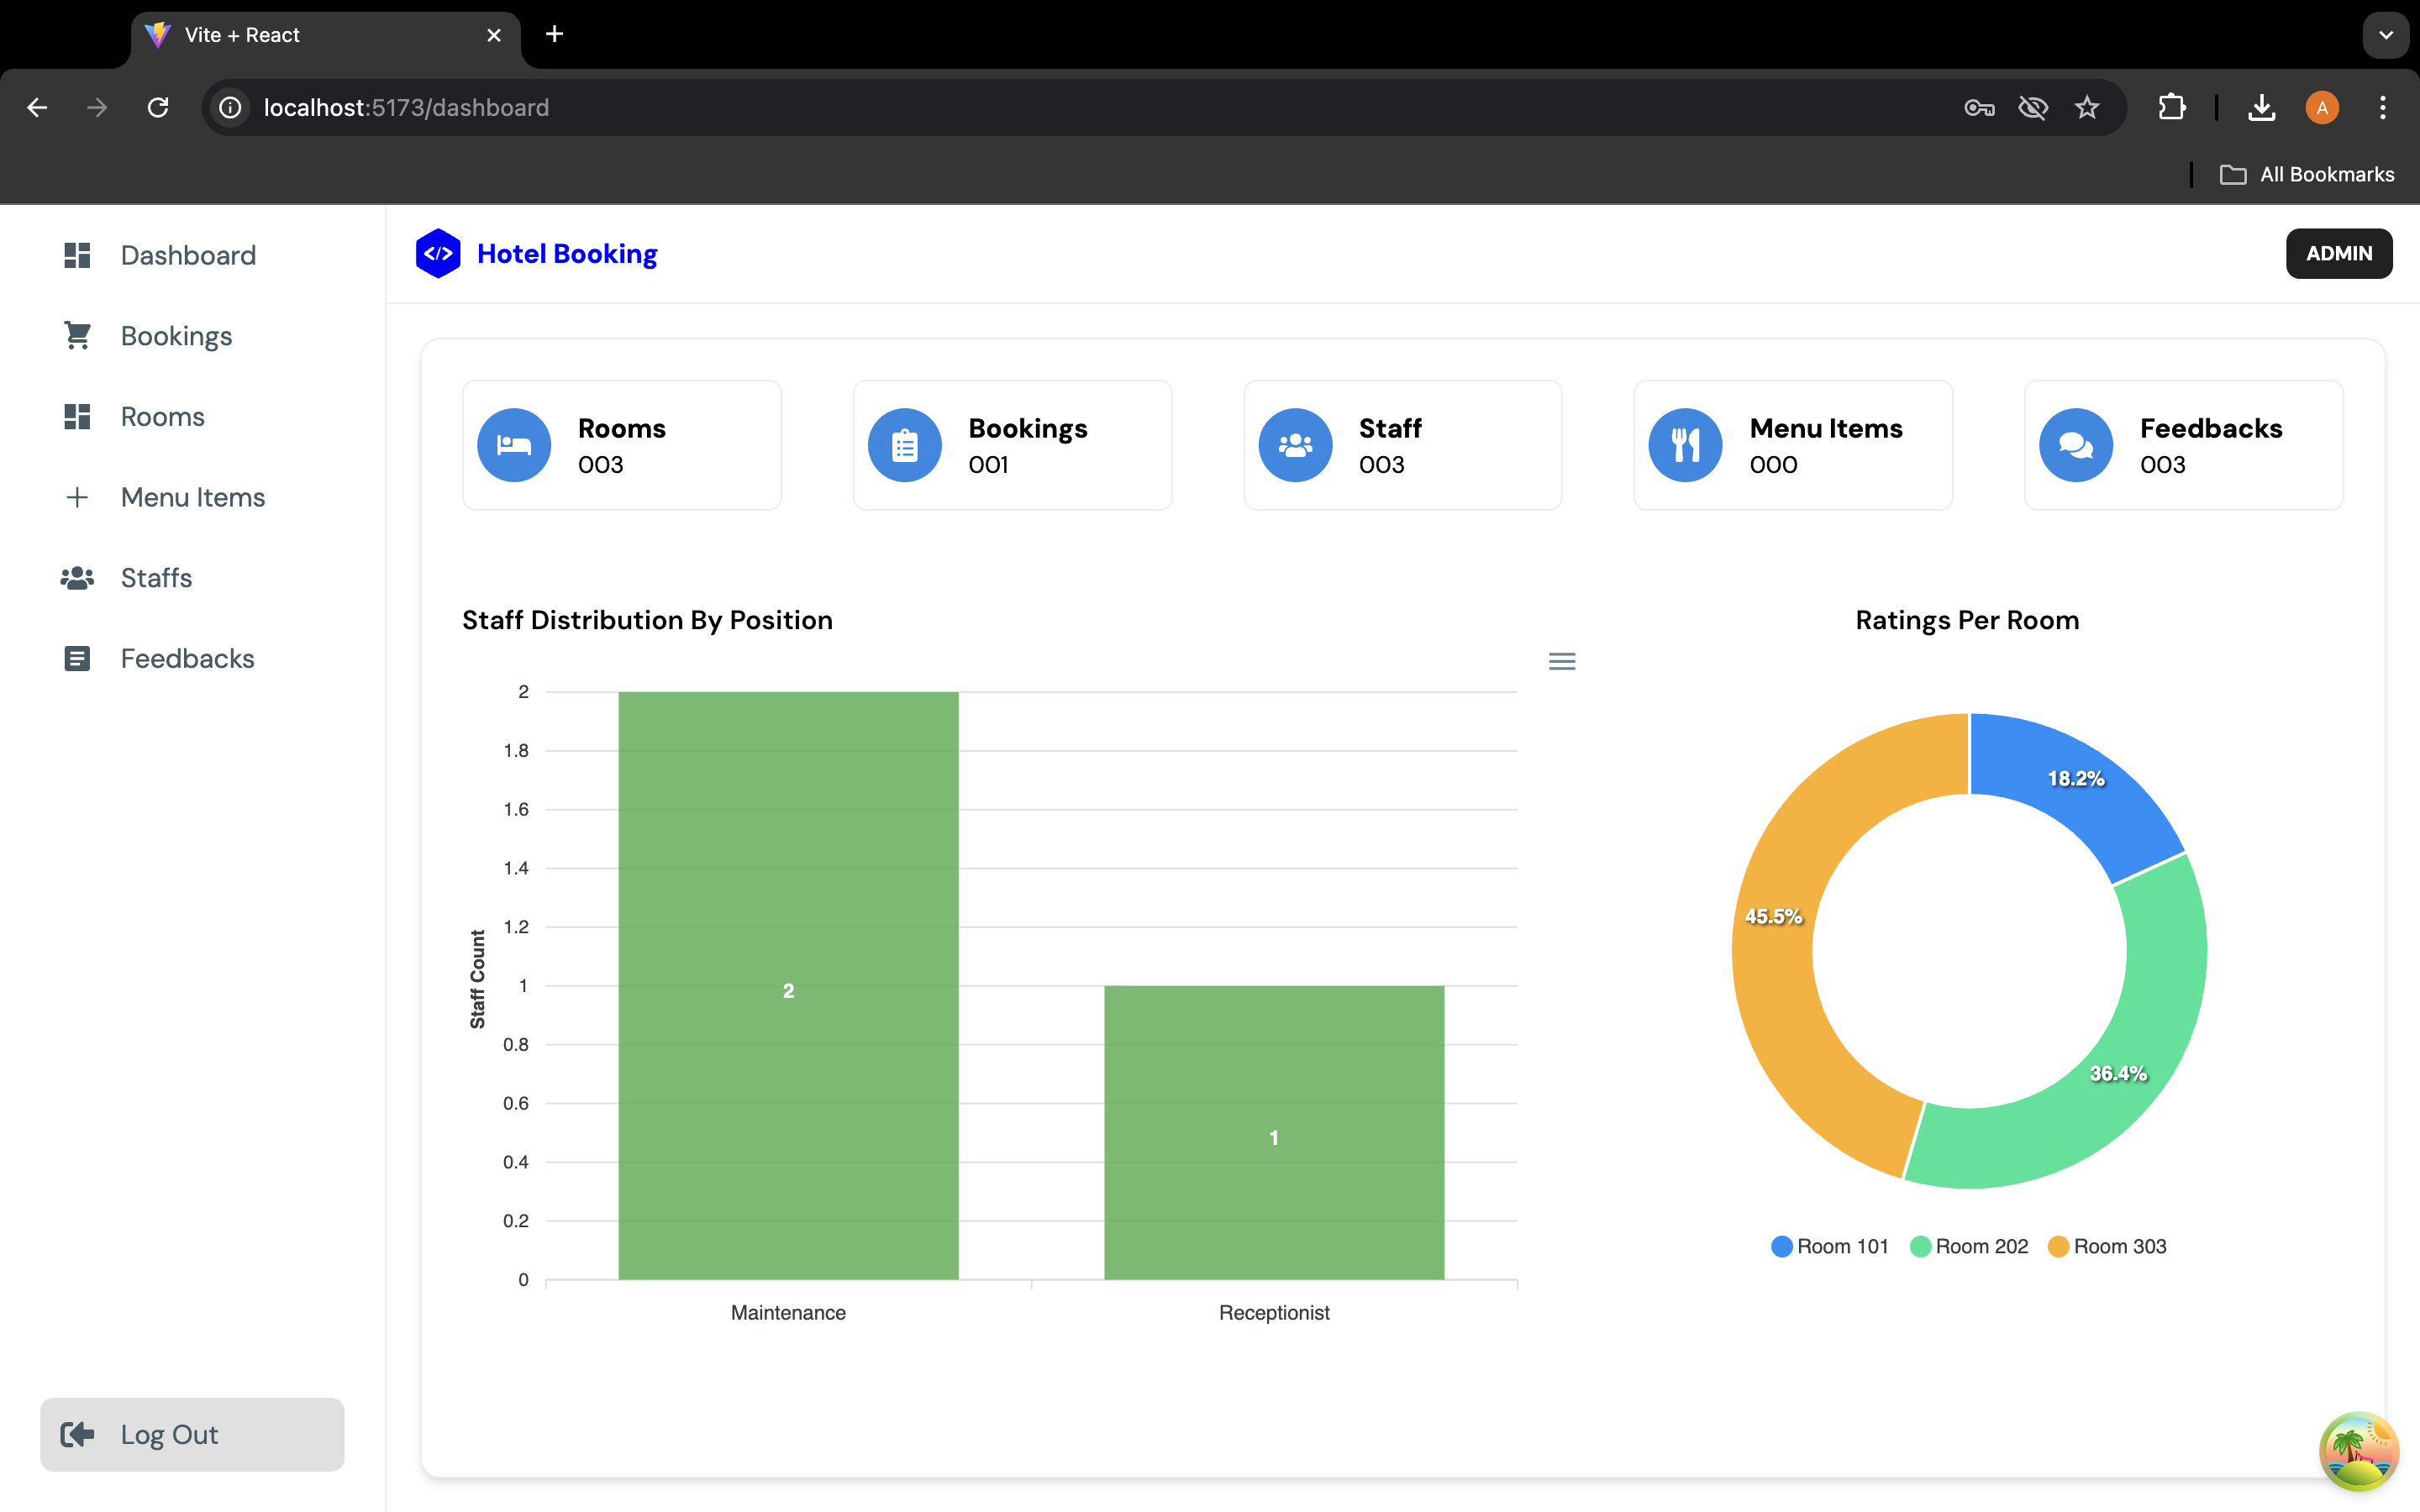 Vite + React
localhost:5173/dashboard
A
All Bookmarks
Dashboard
Bookings
Rooms
Menu Items
Staffs
Feedbacks
Log Out
Hotel Booking
ADMIN
Rooms
003
Bookings
001
Staff
003
Menu Items
000
Feedbacks
003
Staff Distribution By Position
Staff Count
2
1.8
1.6
1.4
1.2
1
0.8
0.6
0.4
0.2
0
2
1
Maintenance
Receptionist
Ratings Per Room
18.2%
45.5%
36.4%
Room 101 Room 202 Room 303